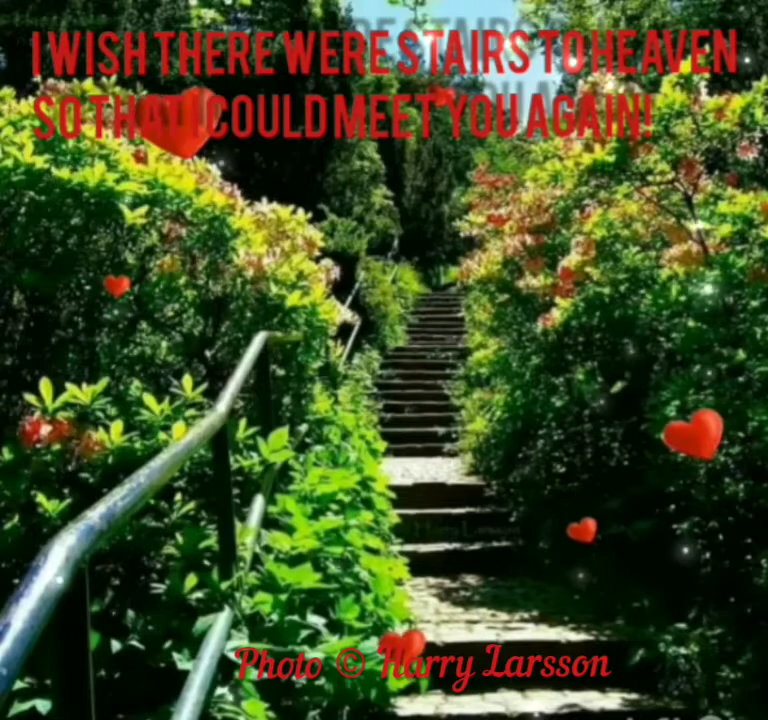 I WISH THERE WERE STAIRS TO HEAVEN
SO THAT I COULD MEET YOU AGAIN!
Photo © Harry Larsson